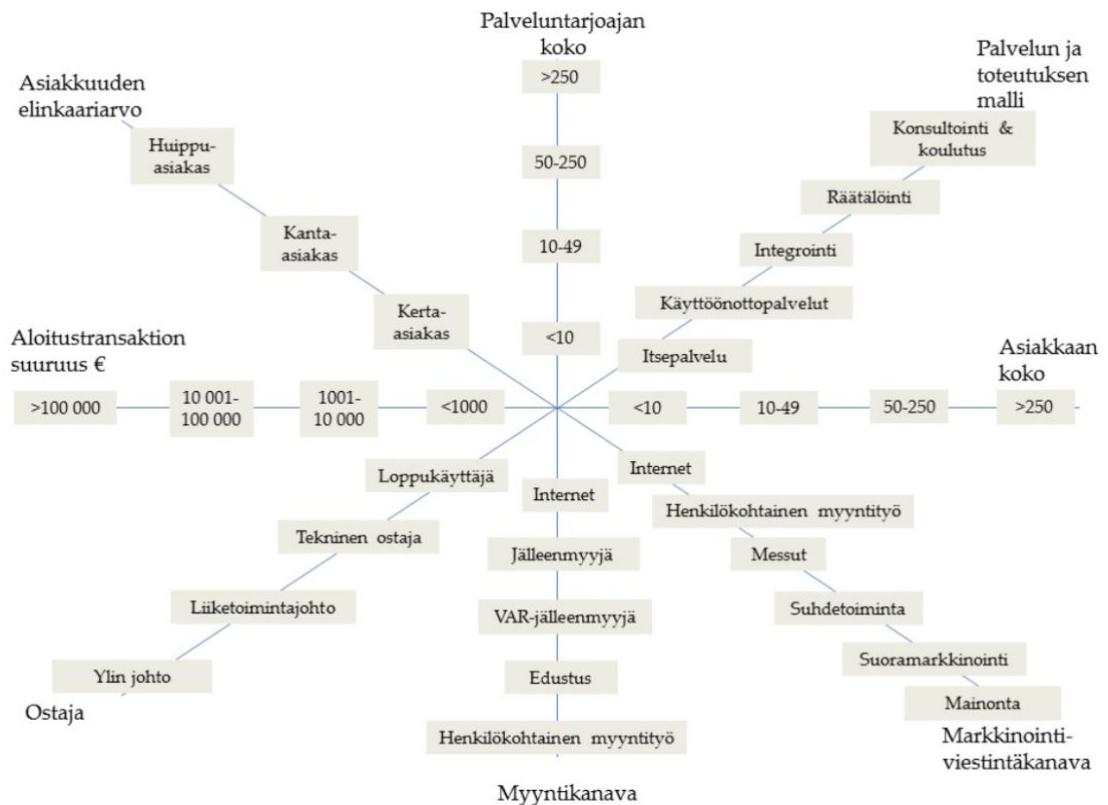 Palveluntarjoajan
koko
>250
50-250
10-49
<10
Palvelun ja
toteutuksen
malli
Konsultointi &
koulutus
Räätälöinti
Integrointi
Käyttöönottopalvelut
Itsepalvelu
Asiakkuuden
elinkaariarvo
Huippu-
asiakas
Kanta-
asiakas
Kerta-
asiakas
Aloitustransaktion
suuruus €
>100 000
10 001-
100 000
1001-
10 000
<1000
Asiakkaan
koko
<10
10-49
50-250
>250
Loppukäyttäjä
Tekninen ostaja
Liiketoimintajohto
Ylin johto
Ostaja
Internet
Jälleenmyyjä
VAR-jälleenmyyjä
Edustus
Henkilökohtainen myyntityö
Myyntikanava
Internet
Henkilökohtainen myyntityö
Messut
Suhdetoiminta
Suoramarkkinointi
Mainonta
Markkinointi-
viestintäkanava